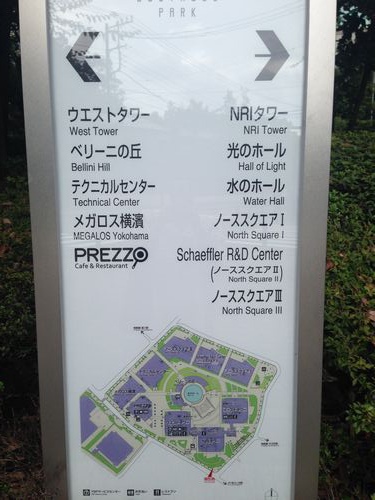 PARK
ウエストタワー
West Tower
ベリーニの丘
Bellini Hill
テクニカルセンター
Technical Center
メガロス横濱
MEGALOS Yokohama
PREZZO
Cafe & Restaurant
NRIタワー
NRI Tower
光のホール
Hall of Light
水のホール
Water Hall
ノーススクエアⅠ
North Square I
Schaeffler R&D Center
(ノーススクエアⅡ)
North Square II
ノーススクエアⅢ
North Square III